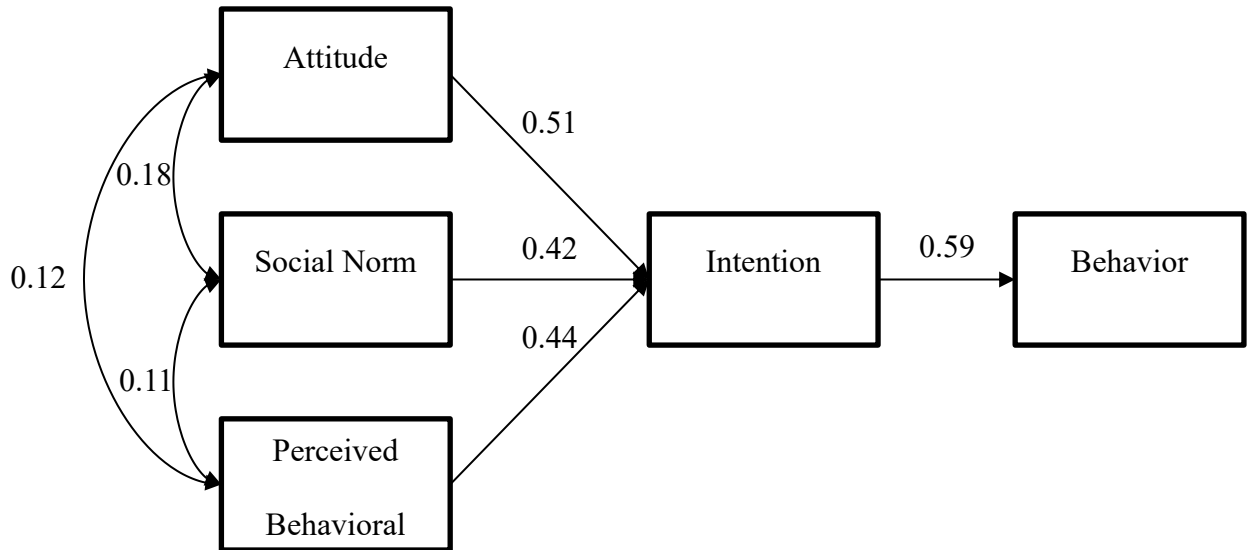 Attitude
0.51
0.18
Social Norm
0.42
Intention
0.59
Behavior
0.12
0.44
0.11
Perceived
Behavioral